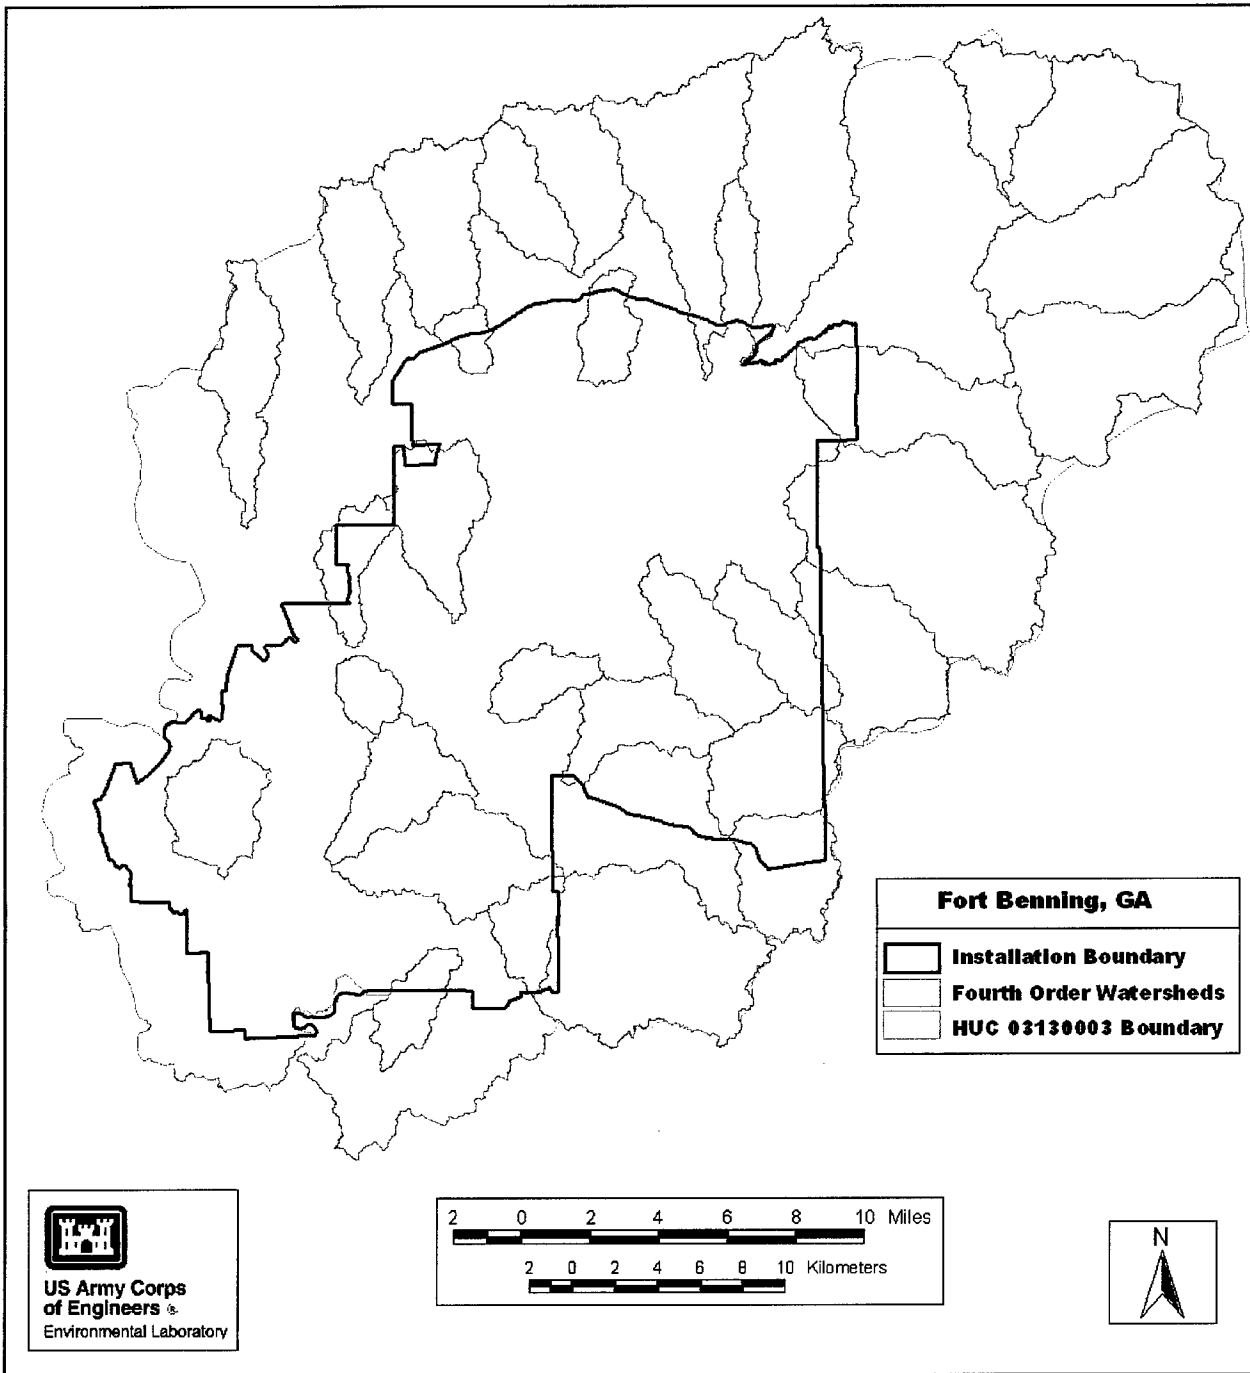 Fort Benning, GA
Installation Boundary
Fourth Order Watersheds
HUC 03130003 Boundary
US Army Corps
of Engineers ®
Environmental Laboratory
2 0 2 4 6 8 10 Miles
2 0 2 4 6 8 10 Kilometers
N